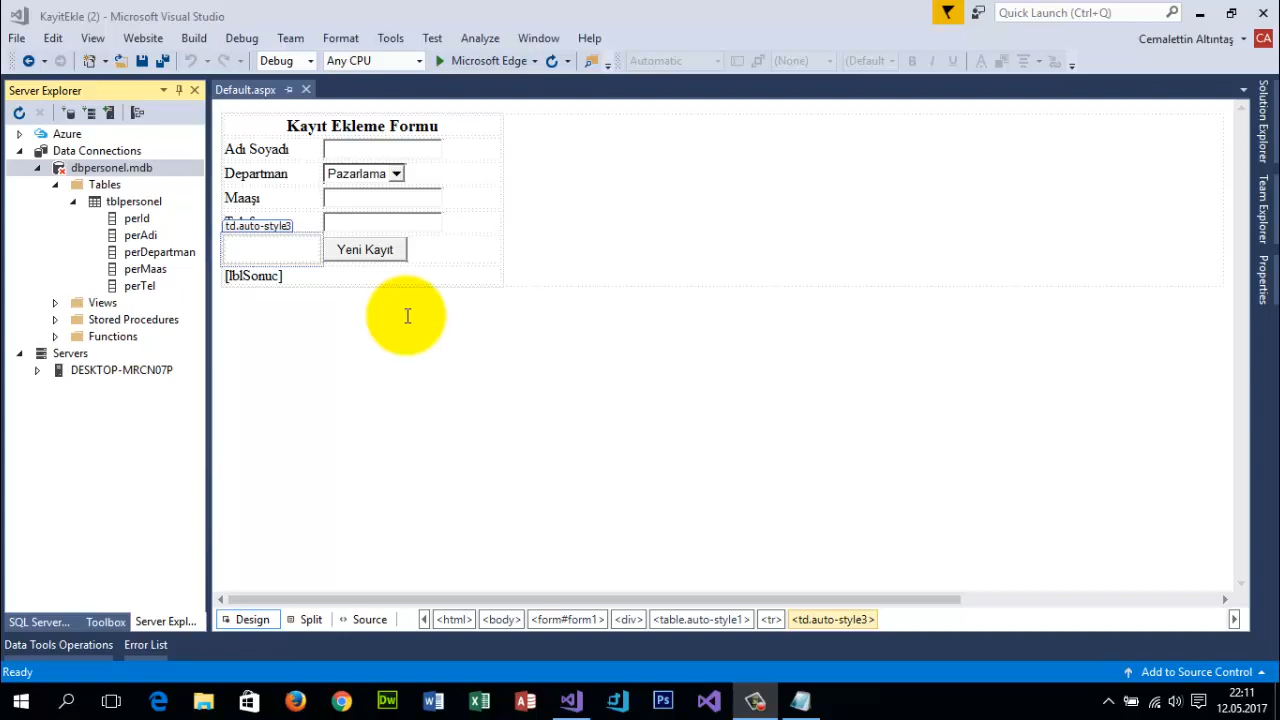 KayitEkle (2) - Microsoft Visual Studio
Quick Launch (Ctrl+Q)
File Edit View Website Build Debug Team Format Tools Test Analyze Window Help
Cemalettin Altıntaş CA
Debug Any CPU Microsoft Edge Automatic (None) (Default B I U A
Server Explorer
Default.aspx
Azure
Data Connections
dbpersonel.mdb
Tables
tblpersonel
perId
perAdi
perDepartman
perMaas
perTel
Views
Stored Procedures
Functions
Servers
DESKTOP-MRCN07P
Kayıt Ekleme Formu
Adı Soyadı
Departman Pazarlama
Maaşı
td.auto-style3
Yeni Kayıt
[lblSonuc]
Solution Explorer
Team Explorer
Properties
SQL Server... Toolbox Server Expl...
Design Split Source <html> <body> <form#form1> <div> <table.auto-style1> <tr> <td.auto-style3>
Data Tools Operations Error List
Ready
Add to Source Control
22:11
12.05.2017